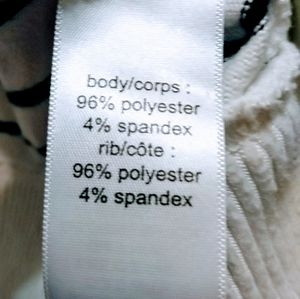 body/corps :
96% polyester
4% spandex
rib/côte :
96% polyester
4% spandex